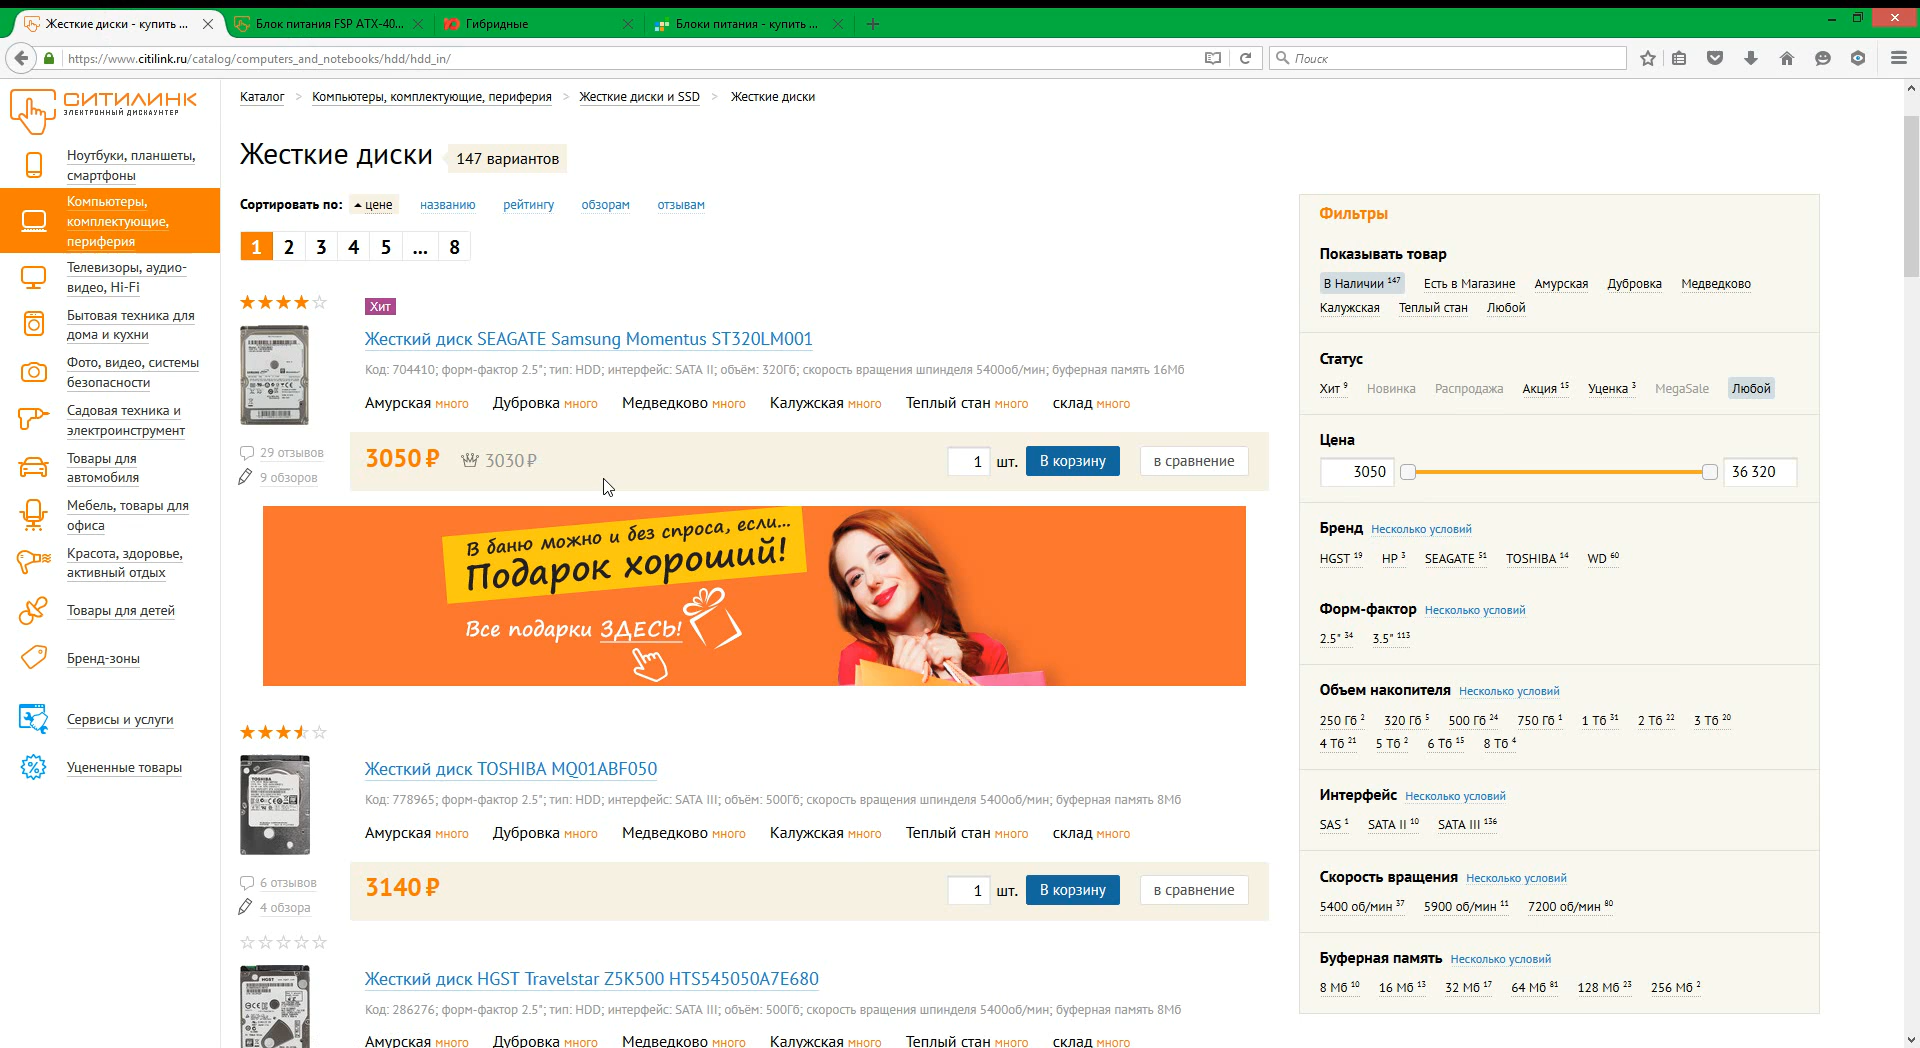 Жесткие диски - купить ...
Блок питания FSP ATX-40...
Гибридные
Блоки питания - купить ...
https://www.citilink.ru/catalog/computers_and_notebooks/hdd/hdd_in/
Поиск
СИТИЛИНК
ЭЛЕКТРОННЫЙ ДИСКАУНТЕР
Ноутбуки, планшеты,
смартфоны
Компьютеры,
комплектующие,
периферия
Телевизоры, аудио-
видео, Hi-Fi
Бытовая техника для
дома и кухни
Фото, видео, системы
безопасности
Садовая техника и
электроинструмент
Товары для
автомобиля
Мебель, товары для
офиса
Красота, здоровье,
активный отдых
Товары для детей
Бренд-зоны
Сервисы и услуги
Уцененные товары
Каталог > Компьютеры, комплектующие, периферия > Жесткие диски и SSD > Жесткие диски
Жесткие диски 147 вариантов
Сортировать по: цене названию рейтингу обзорам отзывам
1 2 3 4 5 ... 8
Хит
Жесткий диск SEAGATE Samsung Momentus ST320LM001
Код: 704410; форм-фактор 2.5"; тип: HDD; интерфейс: SATA II; объём: 320Гб; скорость вращения шпинделя 5400об/мин; буферная память 16Мб
Амурская много Дубровка много Медведково много Калужская много Теплый стан много склад много
29 отзывов
9 обзоров
3050 ₽ 3030 ₽ 1 шт. В корзину в сравнение
В баню можно и без спроса, если...
Подарок хороший!
Все подарки ЗДЕСЬ!
Жесткий диск TOSHIBA MQ01ABF050
Код: 778965; форм-фактор 2.5"; тип: HDD; интерфейс: SATA III; объём: 500Гб; скорость вращения шпинделя 5400об/мин; буферная память 8Мб
Амурская много Дубровка много Медведково много Калужская много Теплый стан много склад много
TOSHIBA
6 отзывов
4 обзора
3140 ₽ 1 шт. В корзину в сравнение
Жесткий диск HGST Travelstar Z5K500 HTS545050A7E680
Код: 286276; форм-фактор 2.5"; тип: HDD; интерфейс: SATA III; объём: 500Гб; скорость вращения шпинделя 5400об/мин; буферная память 8Мб
Амурская много Дубровка много Медведково много Калужская много Теплый стан много склад много
HGST
Фильтры
Показывать товар
В Наличии 147 Есть в Магазине Амурская Дубровка Медведково
Калужская Теплый стан Любой
Статус
Хит 9 Новинка Распродажа Акция 15 Уценка 3 MegaSale Любой
Цена
3050 36 320
Бренд Несколько условий
HGST 19 HP 3 SEAGATE 51 TOSHIBA 14 WD 60
Форм-фактор Несколько условий
2.5" 34 3.5" 113
Объем накопителя Несколько условий
250 Гб 2 320 Гб 5 500 Гб 24 750 Гб 1 1 Тб 31 2 Тб 22 3 Тб 20
4 Тб 21 5 Тб 2 6 Тб 15 8 Тб 4
Интерфейс Несколько условий
SAS 1 SATA II 10 SATA III 136
Скорость вращения Несколько условий
5400 об/мин 37 5900 об/мин 11 7200 об/мин 80
Буферная память Несколько условий
8 Мб 10 16 Мб 13 32 Мб 17 64 Мб 81 128 Мб 23 256 Мб 2